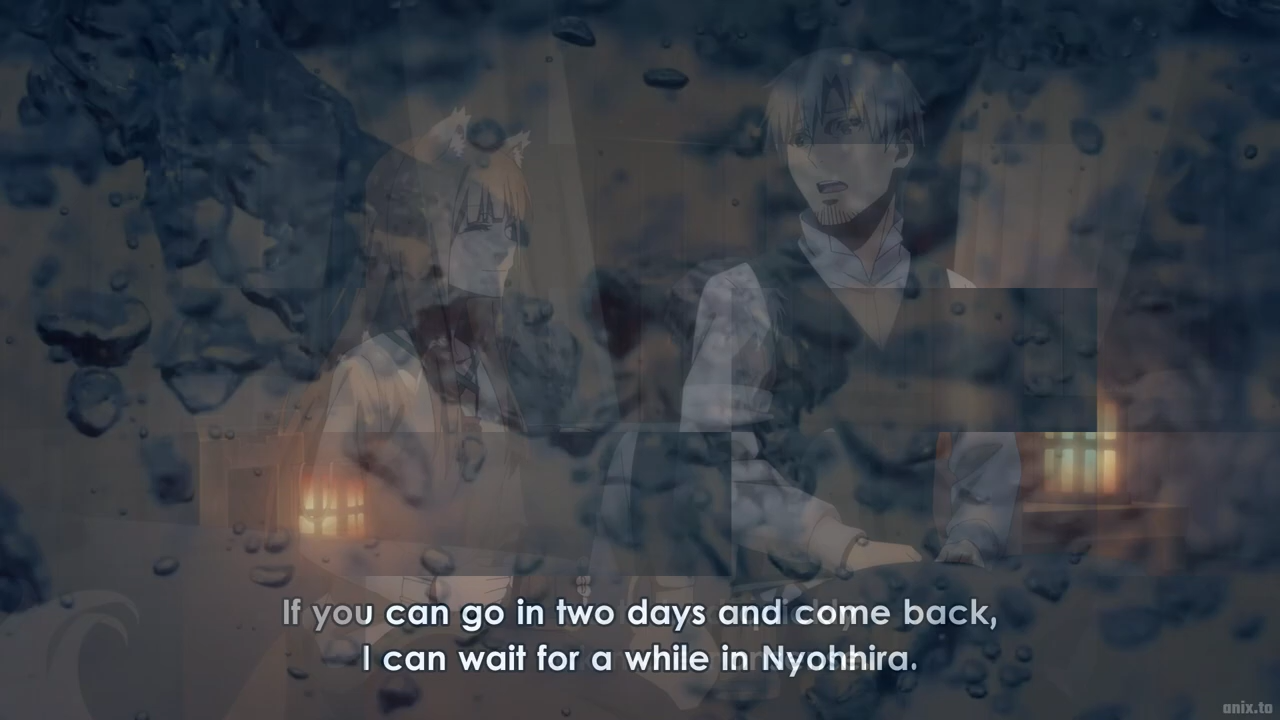 If you can go in two days and come back,
I can wait for a while in Nyohhira.
anix.to